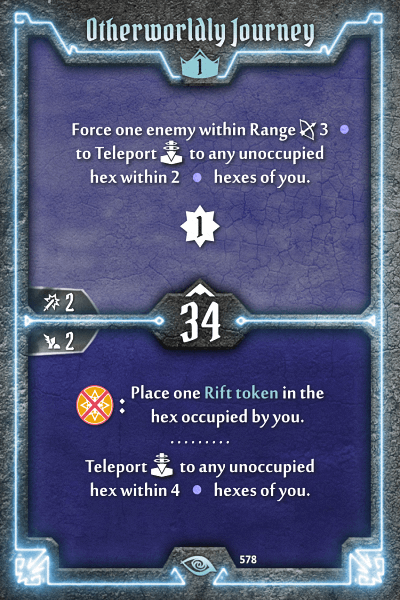 Otherworldly Journey
1
Force one enemy within Range 3
to Teleport to any unoccupied
hex within 2 hexes of you.
1
2
34
2
: Place one Rift token in the
hex occupied by you.
.........
Teleport to any unoccupied
hex within 4 hexes of you.
578